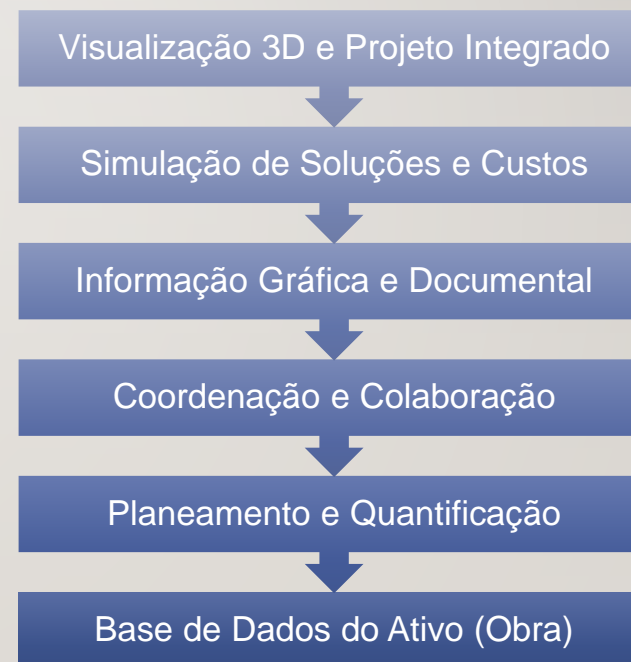 Visualização 3D e Projeto Integrado
Simulação de Soluções e Custos
Informação Gráfica e Documental
Coordenação e Colaboração
Planeamento e Quantificação
Base de Dados do Ativo (Obra)